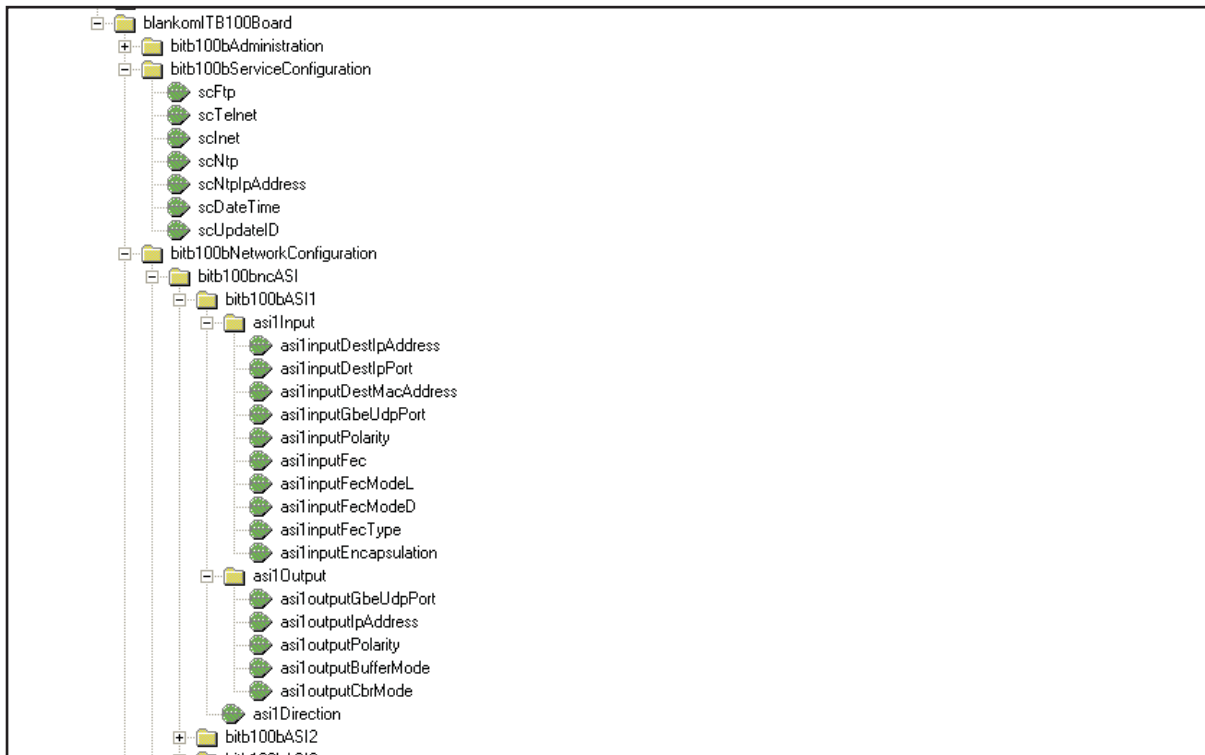 blankomITB100Board
bitb100bAdministration
bitb100bServiceConfiguration
scFtp
scTelnet
scInet
scNtp
scNtpIpAddress
scDateTime
scUpdateID
bitb100bNetworkConfiguration
bitb100bncASI
bitb100bASI1
asi1Input
asi1inputDestIpAddress
asi1inputDestIpPort
asi1inputDestMacAddress
asi1inputGbeUdpPort
asi1inputPolarity
asi1inputFec
asi1inputFecModeL
asi1inputFecModeD
asi1inputFecType
asi1inputEncapsulation
asi1Output
asi1outputGbeUdpPort
asi1outputIpAddress
asi1outputPolarity
asi1outputBufferMode
asi1outputCbrMode
asi1Direction
bitb100bASI2